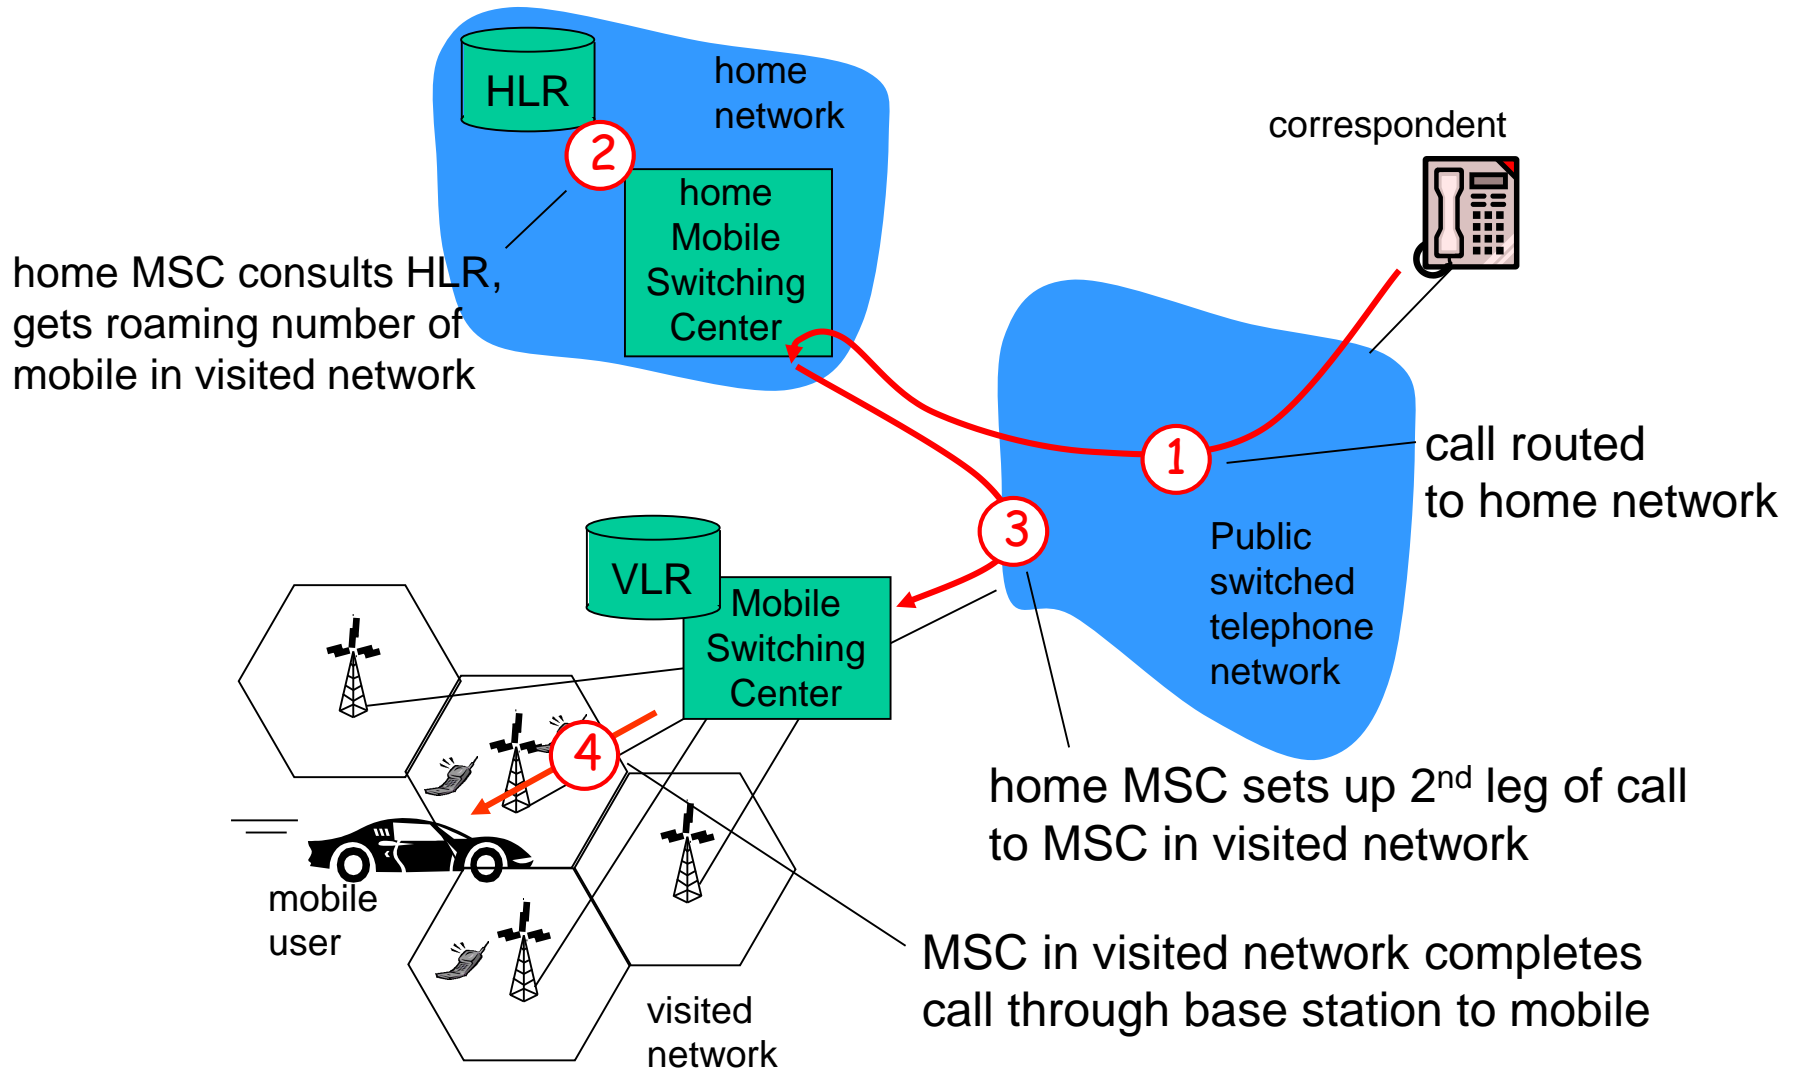 HLR
home
network
2
correspondent
home
Mobile
Switching
Center
home MSC consults HLR,
gets roaming number of
mobile in visited network
1
call routed
to home network
3
Public
switched
telephone
network
VLR
Mobile
Switching
Center
4
home MSC sets up 2nd leg of call
to MSC in visited network
mobile
user
MSC in visited network completes
call through base station to mobile
visited
network